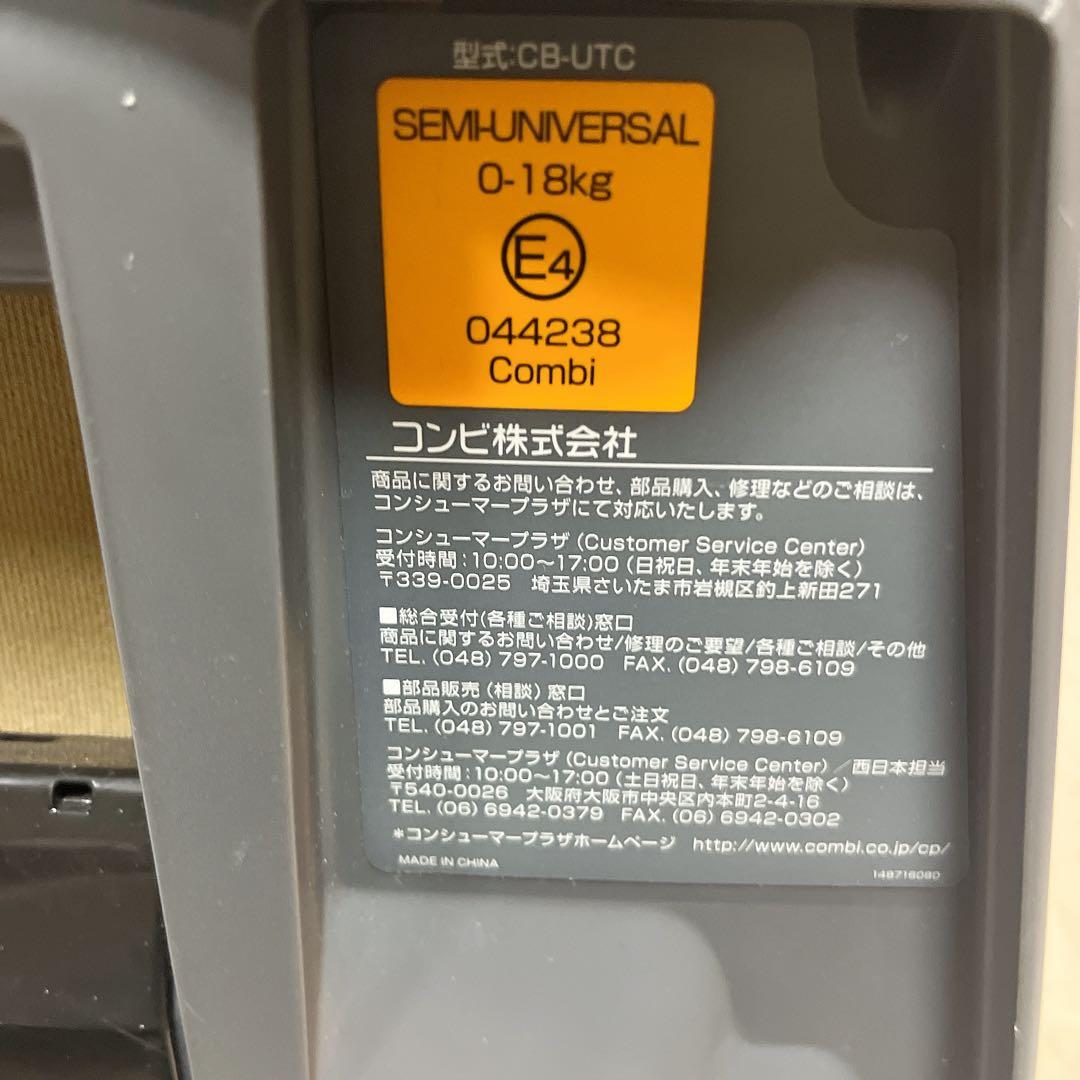 型式:CB-UTC
SEMI-UNIVERSAL
0-18kg
E4
044238
Combi
コンビ株式会社
商品に関するお問い合わせ、部品購入、修理などのご相談は、
コンシューマープラザにて対応いたします。
コンシューマープラザ (Customer Service Center)
受付時間:10:00〜17:00 (日祝日、年末年始を除く)
〒339-0025 埼玉県さいたま市岩槻区釣上新田271
■総合受付(各種ご相談)窓口
商品に関するお問い合わせ/修理のご要望/各種ご相談/その他
TEL. (048) 797-1000 FAX. (048) 798-6109
■部品販売 (相談) 窓口
部品購入のお問い合わせとご注文
TEL. (048) 797-1001 FAX. (048) 798-6109
コンシューマープラザ (Customer Service Center) /西日本担当
受付時間:10:00〜17:00 (土日祝日、年末年始を除く)
〒540-0026 大阪府大阪市中央区内本町2-4-16
TEL. (06) 6942-0379 FAX. (06) 6942-0302
*コンシューマープラザホームページ http://www.combi.co.jp/cp/
MADE IN CHINA
148716080